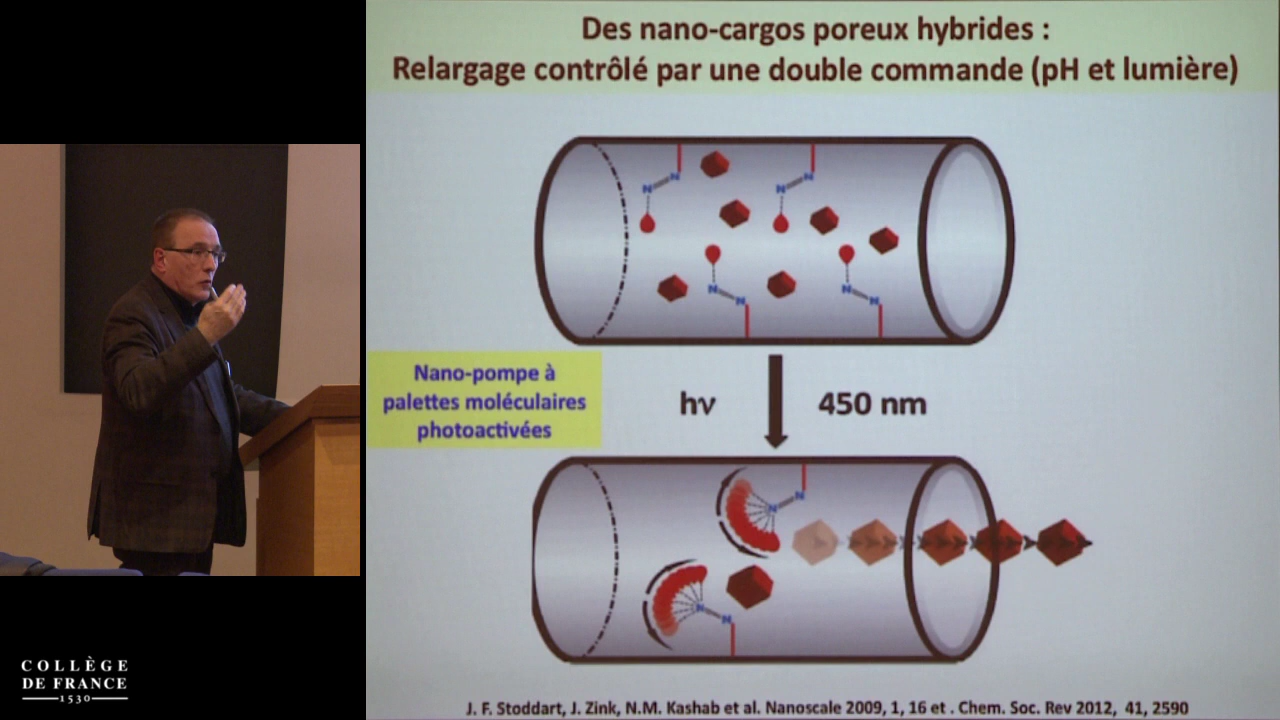 Des nano-cargos poreux hybrides :
Relargage contrôlé par une double commande (pH et lumière)
N
N
N
N
N
N
N
N
Nano-pompe à
palettes moléculaires
photoactivées
hν
450 nm
N
N
N
N
J. F. Stoddart, J. Zink, N.M. Kashab et al. Nanoscale 2009, 1, 16 et . Chem. Soc. Rev 2012, 41, 2590
COLLÈGE
DE FRANCE
1530